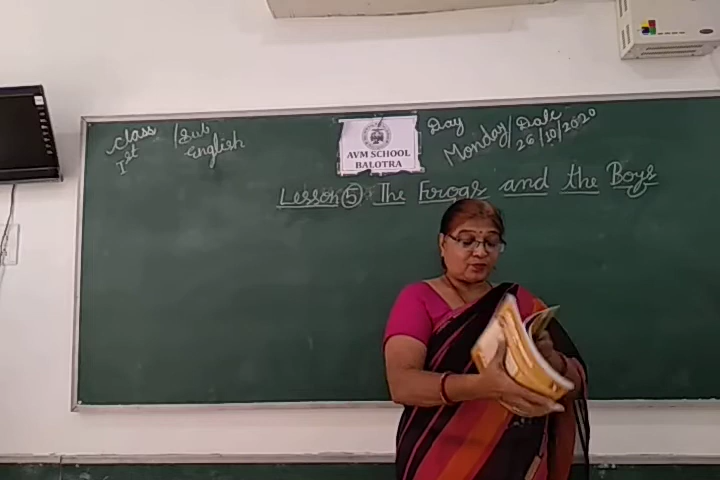 Class
Ist
/Sub
English
AVM SCHOOL
BALOTRA
Day
Monday/
Date
26/10/2020
Lesson ⑤ The Frogs and the Boys